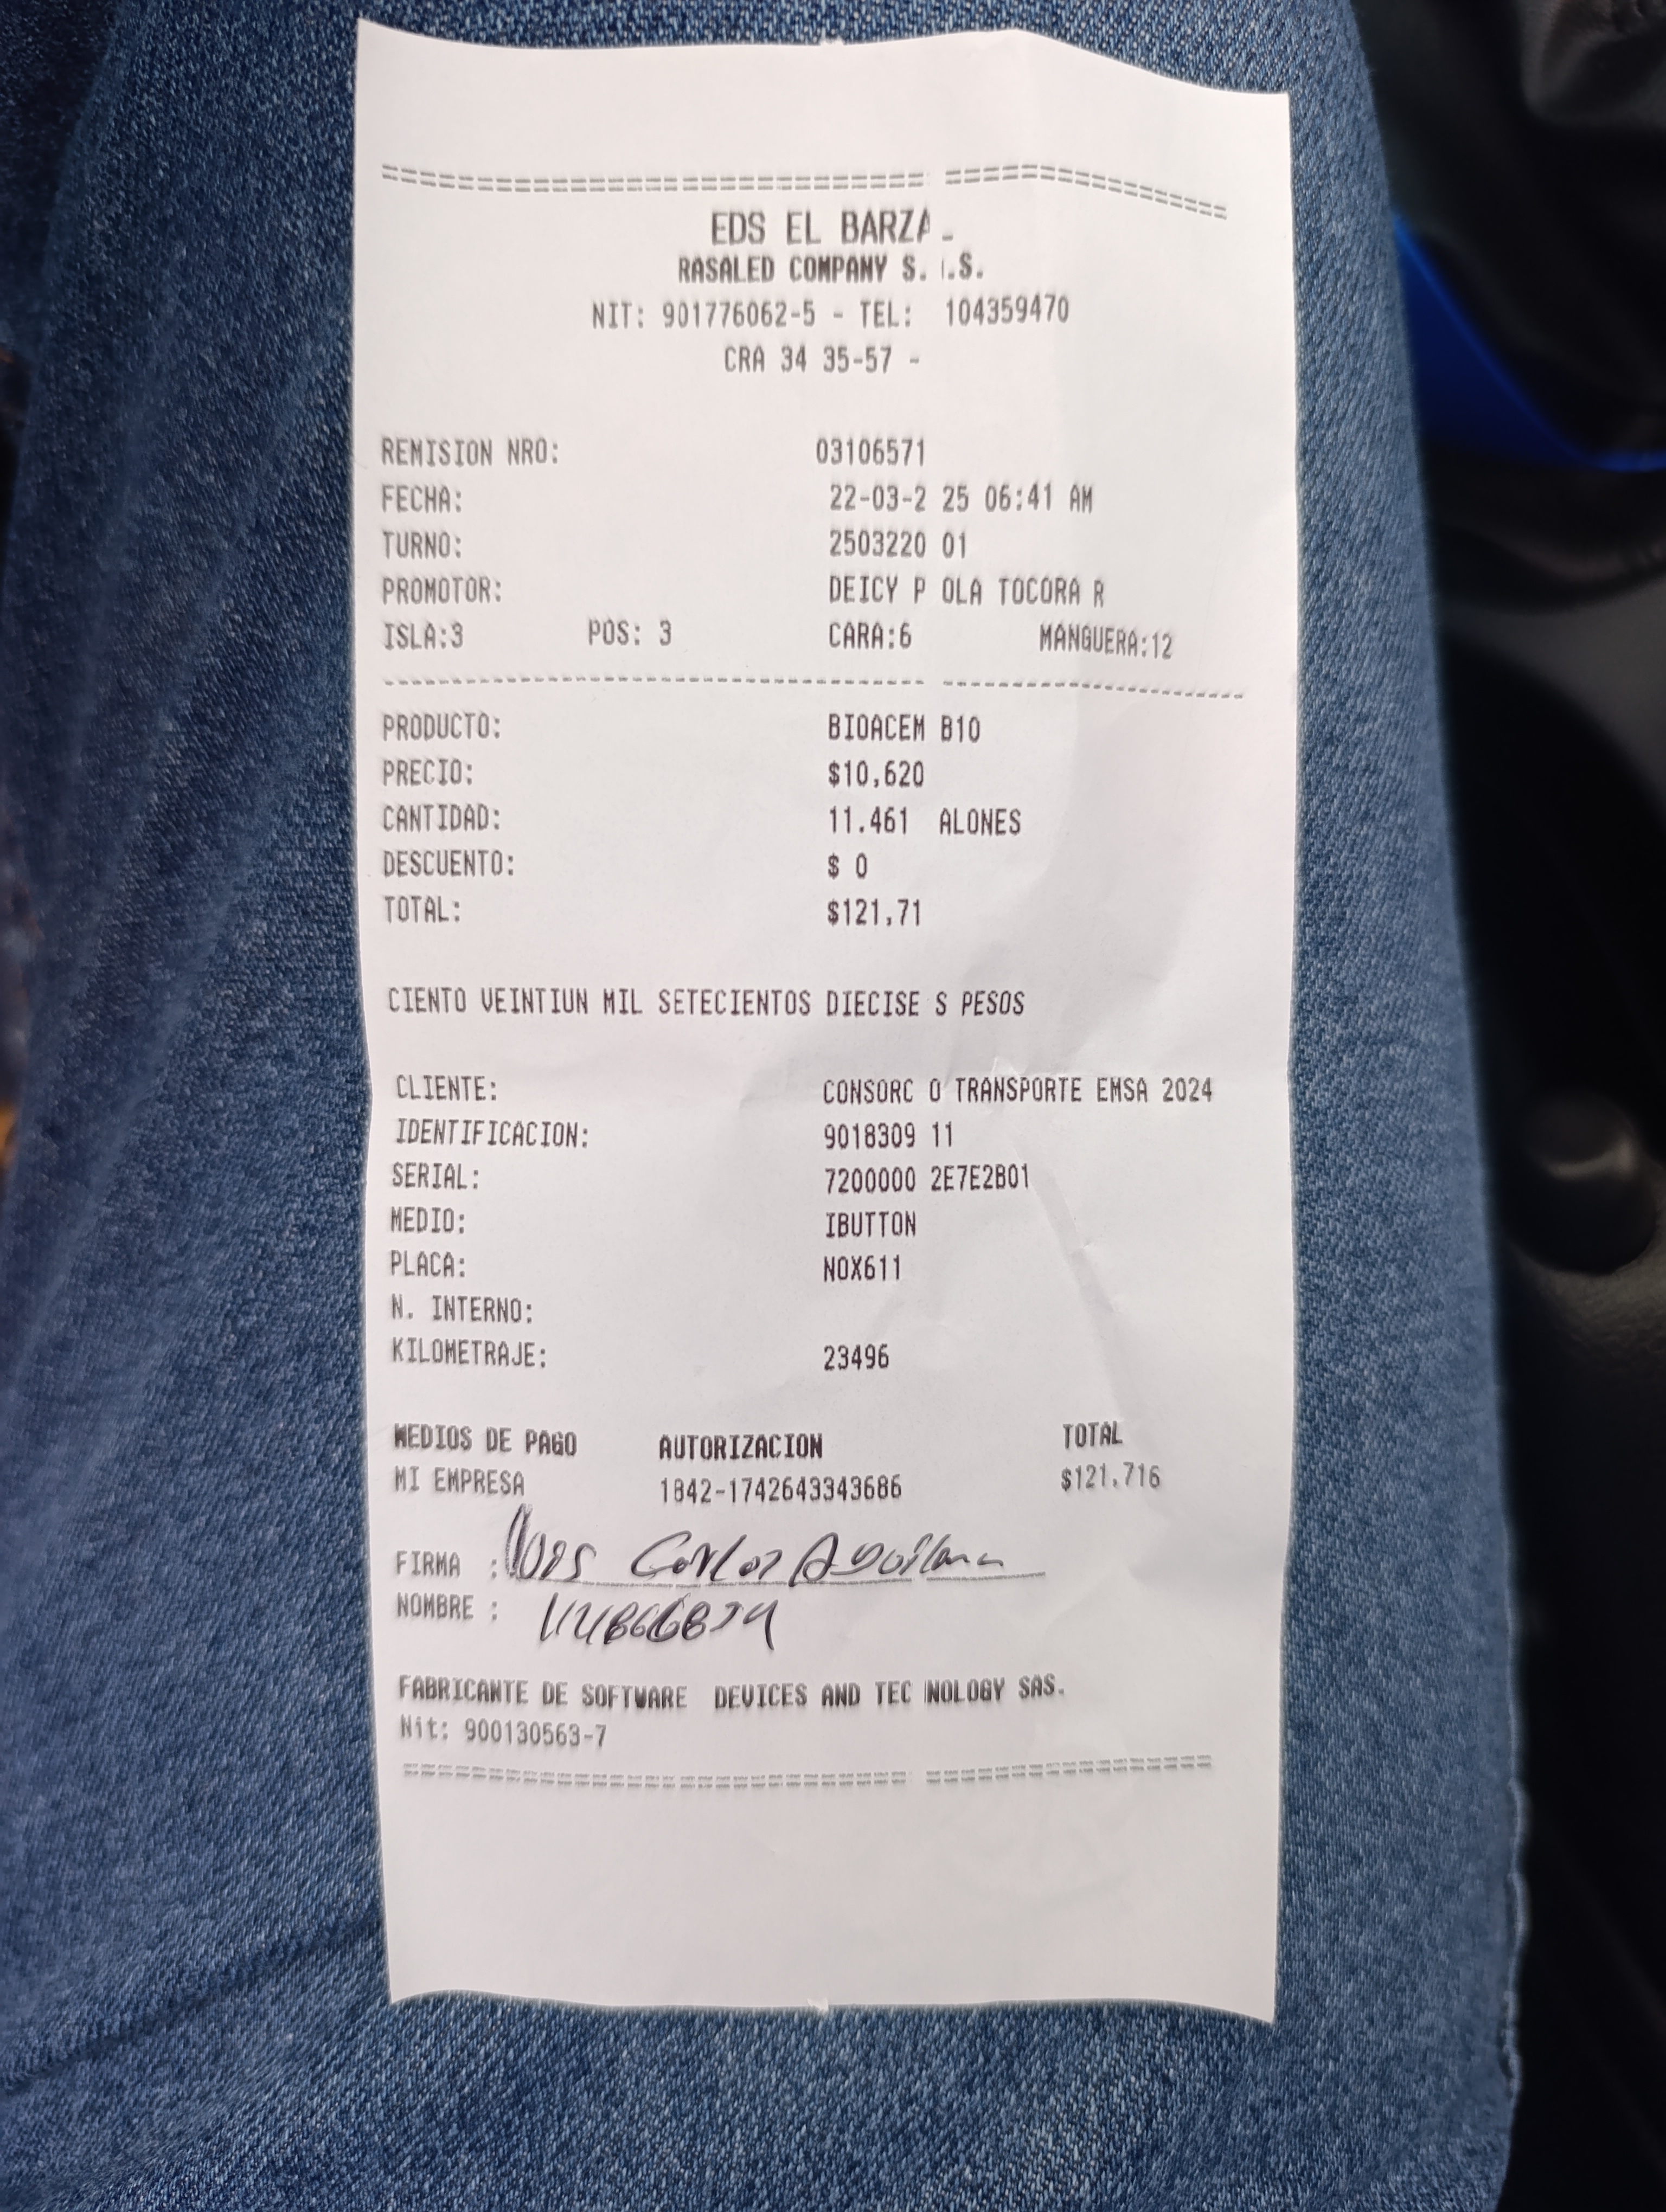 EDS EL BARZA
RASALED COMPANY S. .S.
NIT: 901776062-5 - TEL: 104359470
CRA 34 35-57 -
REMISION NRO: 03106571
FECHA: 22-03-2 25 06:41 AM
TURNO: 2503220 01
PROMOTOR: DEICY P OLA TOCORA R
ISLA:3 POS: 3 CARA:6 MANGUERA:12
PRODUCTO: BIOACEM B10
PRECIO: $10,620
CANTIDAD: 11.461 ALONES
DESCUENTO: $ 0
TOTAL: $121,71
CIENTO VEINTIUN MIL SETECIENTOS DIECISE S PESOS
CLIENTE: CONSORC O TRANSPORTE EMSA 2024
IDENTIFICACION: 9018309 11
SERIAL: 7200000 2E7E2B01
MEDIO: IBUTTON
PLACA: NOX611
N. INTERNO:
KILOMETRAJE: 23496
MEDIOS DE PAGO AUTORIZACION TOTAL
MI EMPRESA 1842-1742643343686 $121,716
FIRMA : Carlos
NOMBRE :
FABRICANTE DE SOFTWARE DEVICES AND TEC NOLOGY SAS.
Nit: 900130563-7